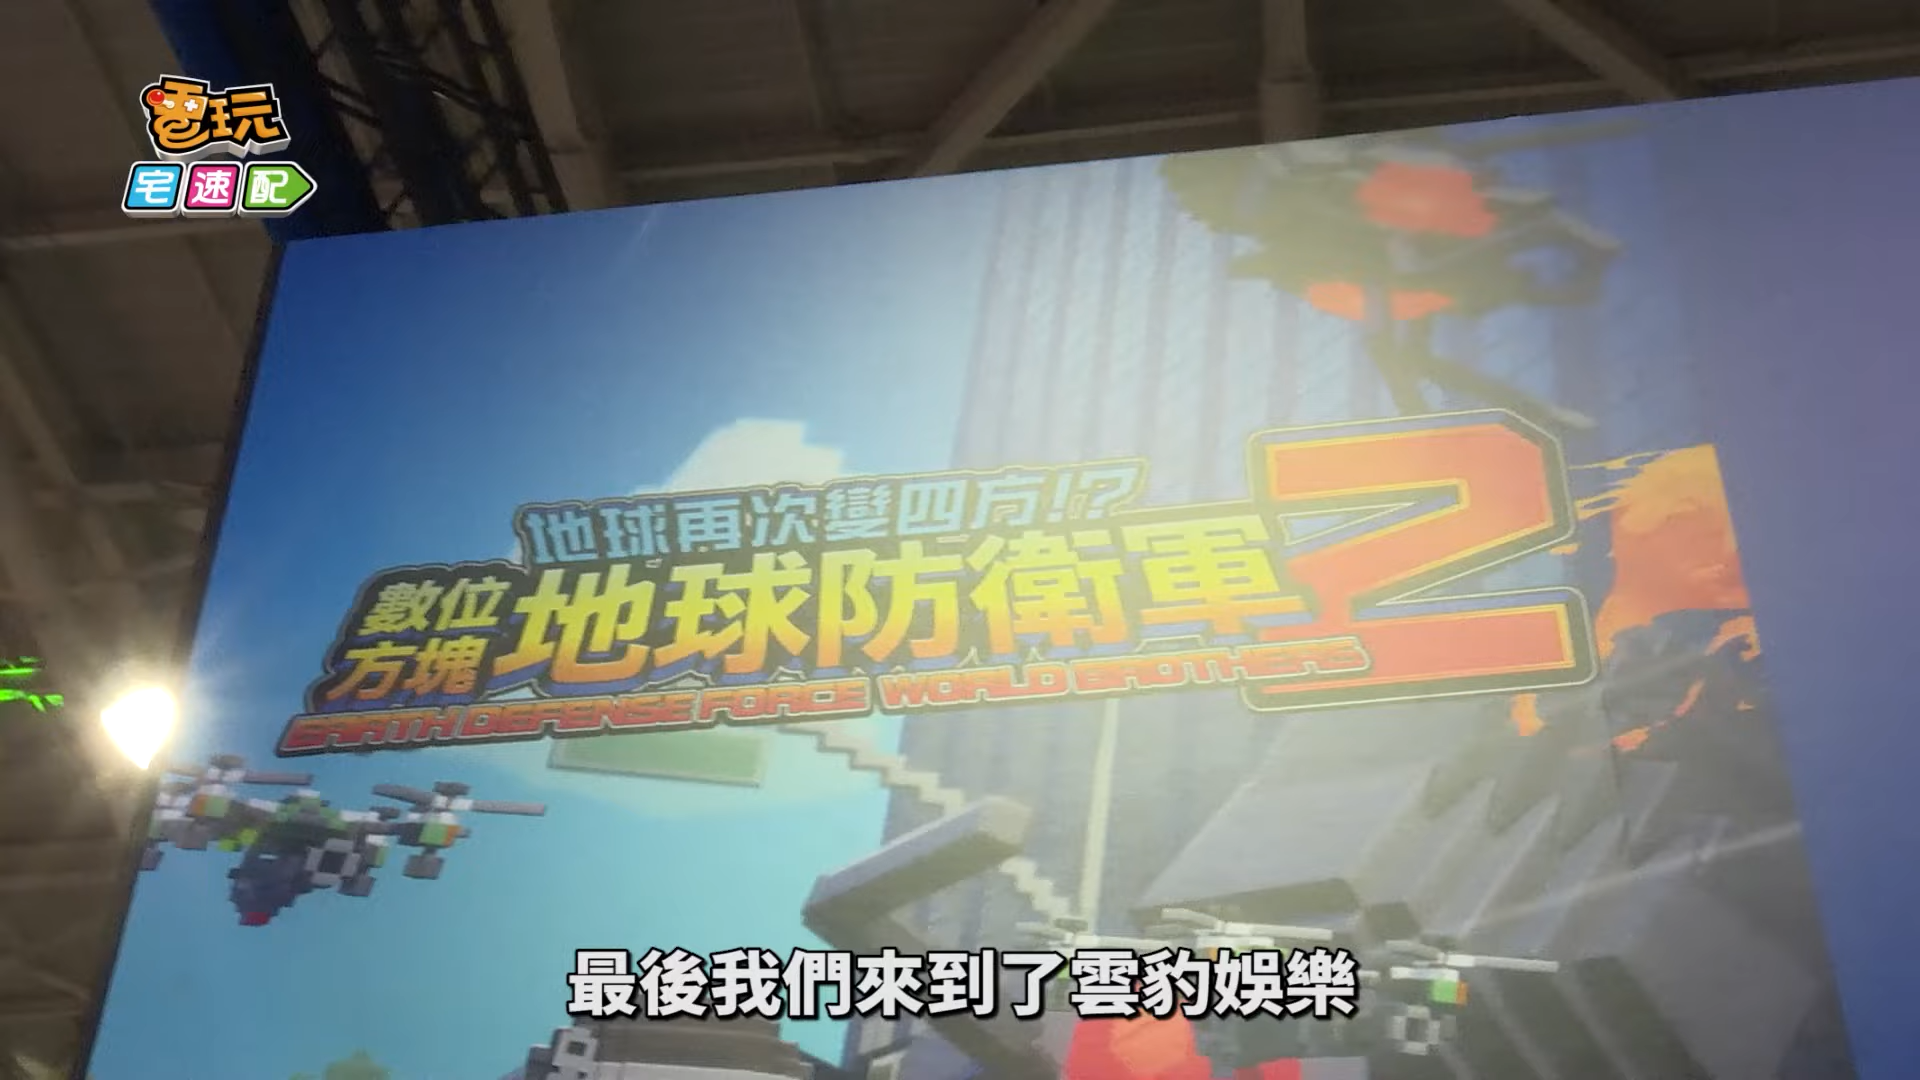 電玩
宅速配
地球再次變四方!?
數位方塊 地球防衛軍2
EARTH DEFENSE FORCE WORLD BROTHERS
最後我們來到了雲豹娛樂